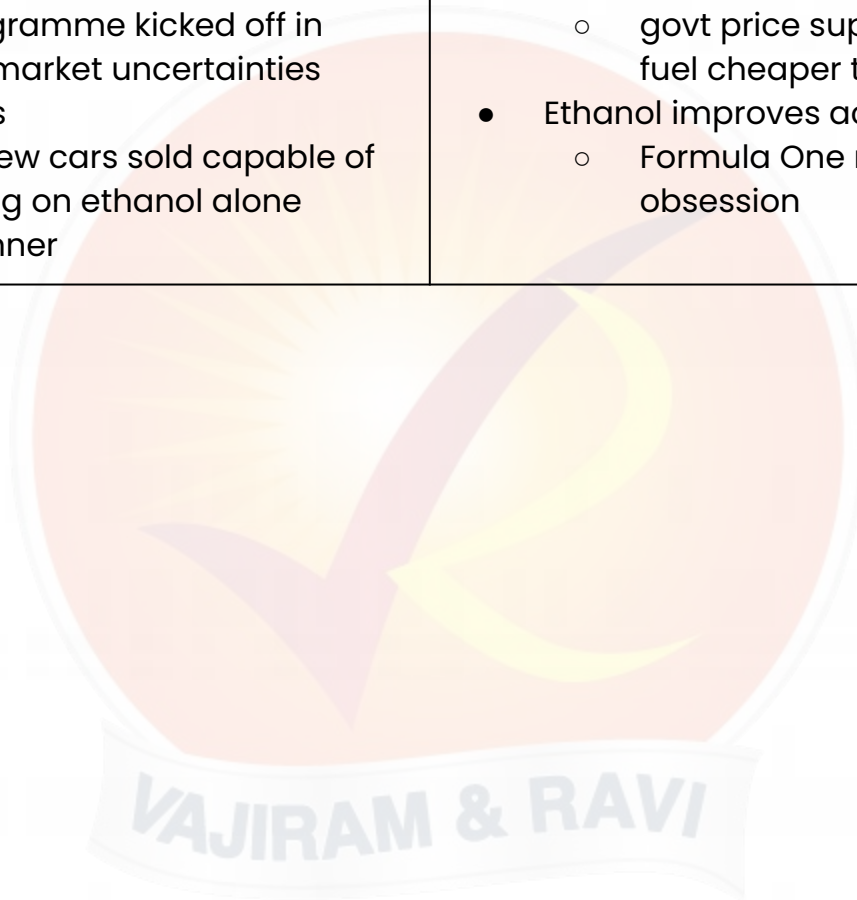 gramme kicked off in
market uncertainties
s
ew cars sold capable of
g on ethanol alone
nner
○ govt price sup
fuel cheaper t
● Ethanol improves ac
○ Formula One r
obsession
VAJIRAM & RAVI